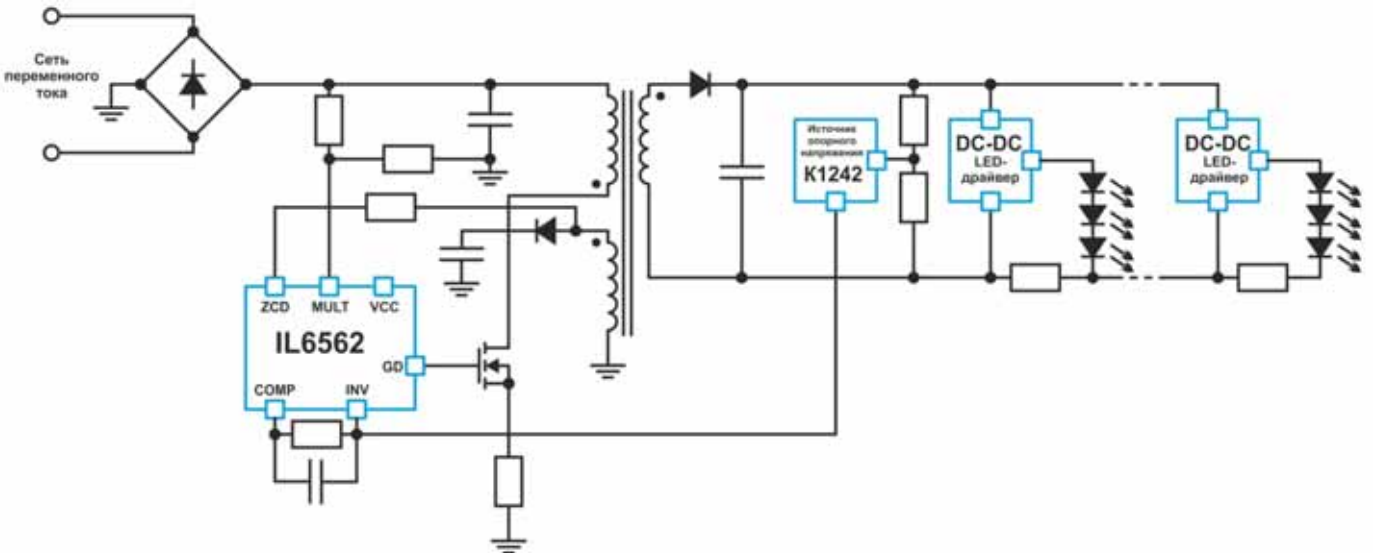 Сеть
переменного
тока
Источник
опорного
напряжения
К1242
DC-DC
LED-
драйвер
DC-DC
LED-
драйвер
ZCD MULT VCC
IL6562
GD
COMP INV